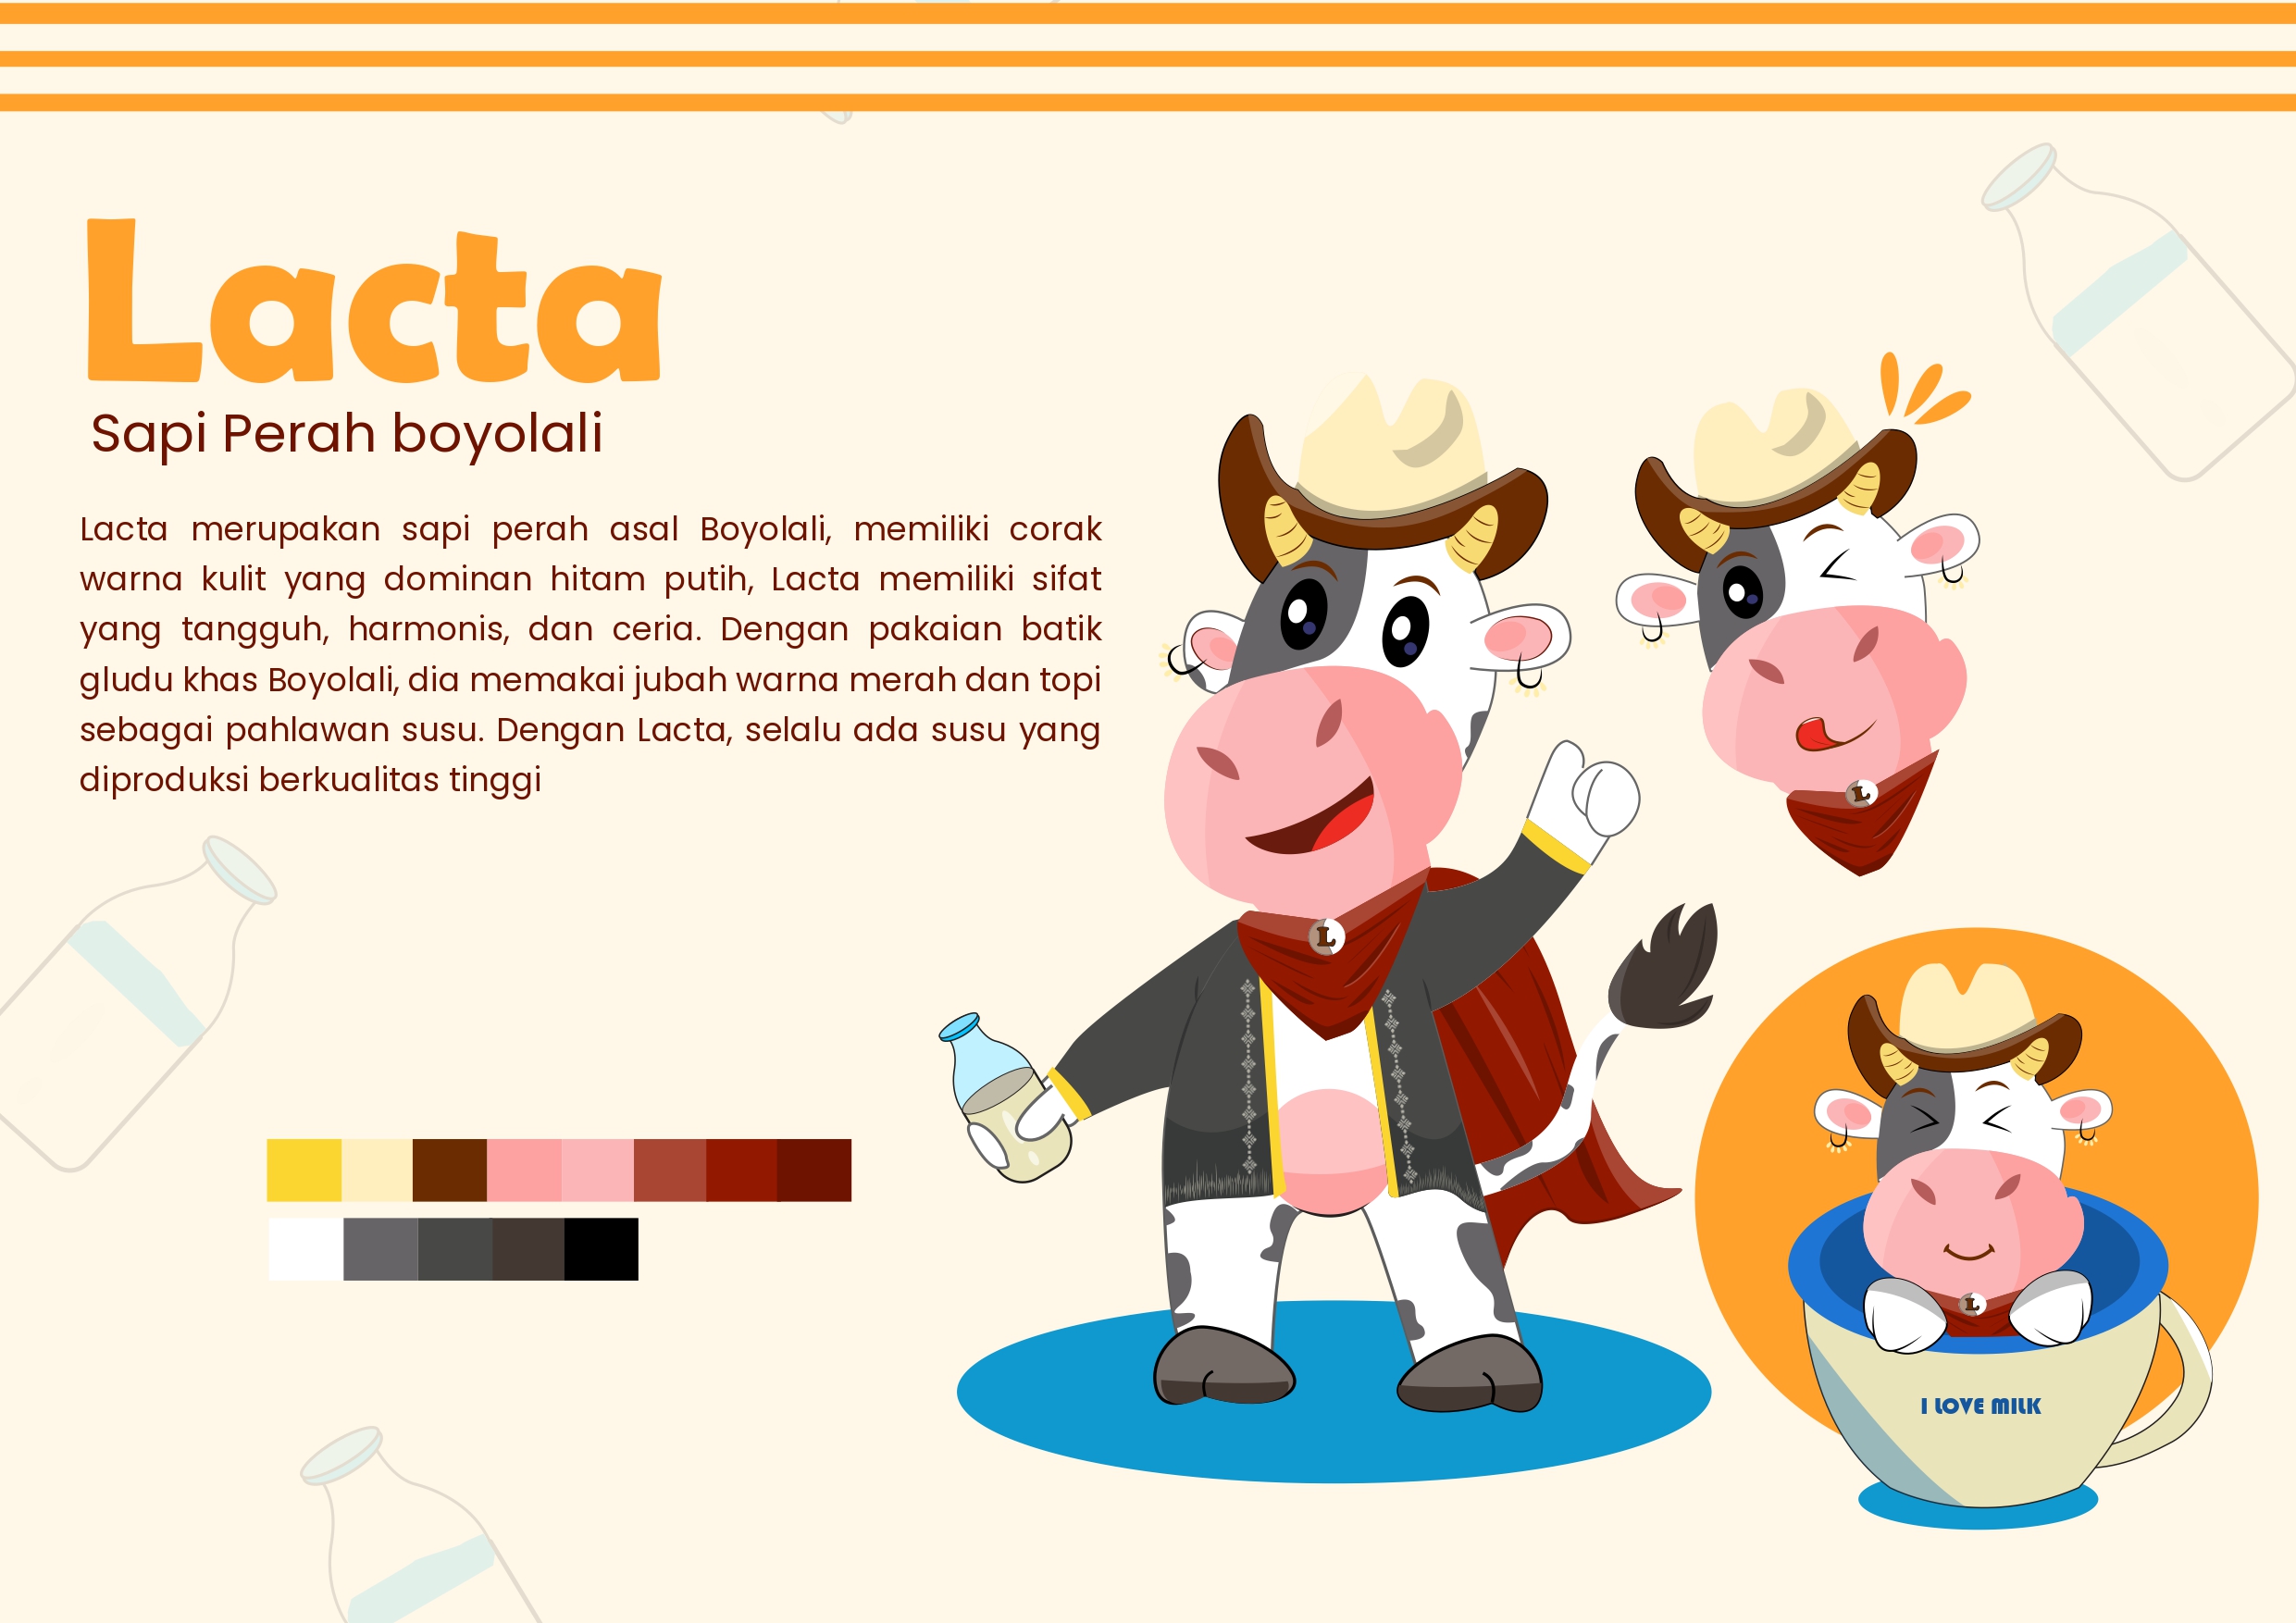 Lacta
Sapi Perah boyolali
Lacta merupakan sapi perah asal Boyolali, memiliki corak
warna kulit yang dominan hitam putih, Lacta memiliki sifat
yang tangguh, harmonis, dan ceria. Dengan pakaian batik
gludu khas Boyolali, dia memakai jubah warna merah dan topi
sebagai pahlawan susu. Dengan Lacta, selalu ada susu yang
diproduksi berkualitas tinggi
L
L
L
I LOVE MILK